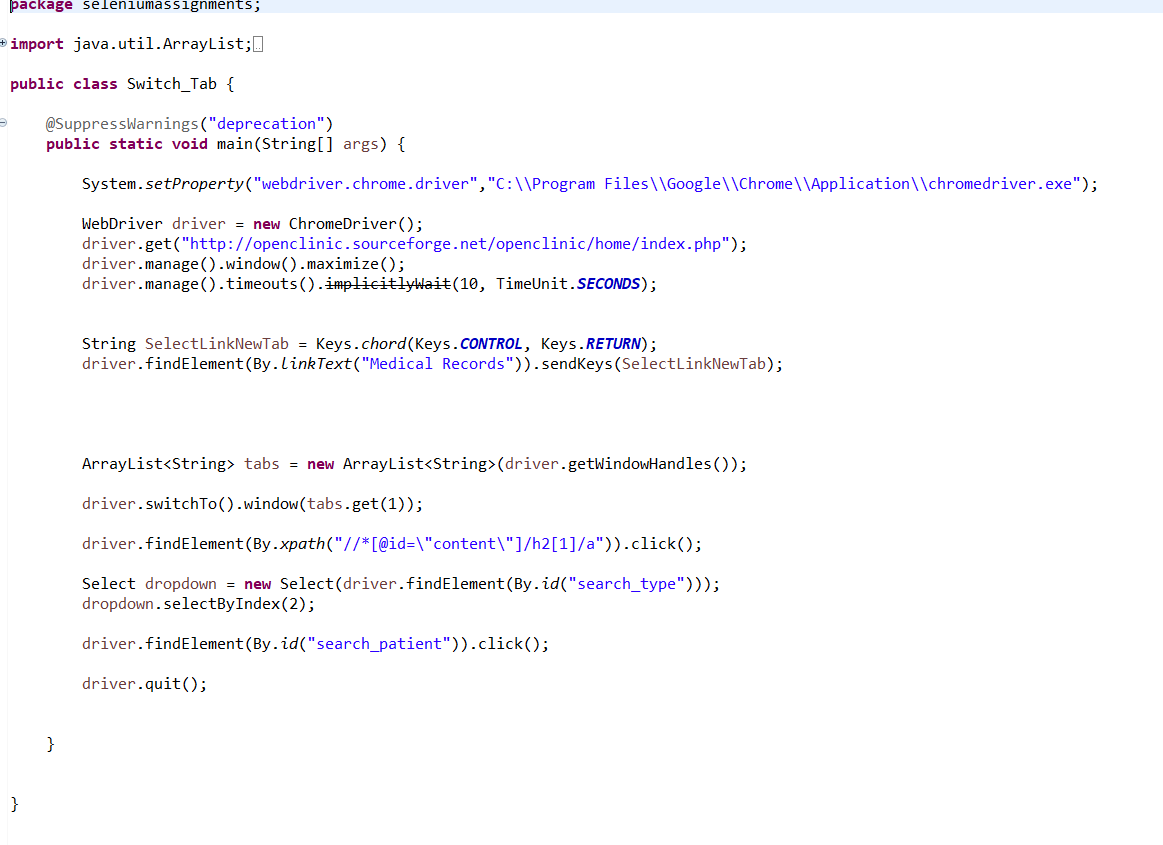 package seleniumassignments;
import java.util.ArrayList;
public class Switch_Tab {
@SuppressWarnings("deprecation")
public static void main(String[] args) {
System.setProperty("webdriver.chrome.driver","C:\\Program Files\\Google\\Chrome\\Application\\chromedriver.exe");
WebDriver driver = new ChromeDriver();
driver.get("http://openclinic.sourceforge.net/openclinic/home/index.php");
driver.manage().window().maximize();
driver.manage().timeouts().implicitlyWait(10, TimeUnit.SECONDS);
String SelectLinkNewTab = Keys.chord(Keys.CONTROL, Keys.RETURN);
driver.findElement(By.linkText("Medical Records")).sendKeys(SelectLinkNewTab);
ArrayList<String> tabs = new ArrayList<String>(driver.getWindowHandles());
driver.switchTo().window(tabs.get(1));
driver.findElement(By.xpath("//*[@id=\"content\"]/h2[1]/a")).click();
Select dropdown = new Select(driver.findElement(By.id("search_type")));
dropdown.selectByIndex(2);
driver.findElement(By.id("search_patient")).click();
driver.quit();
}
}